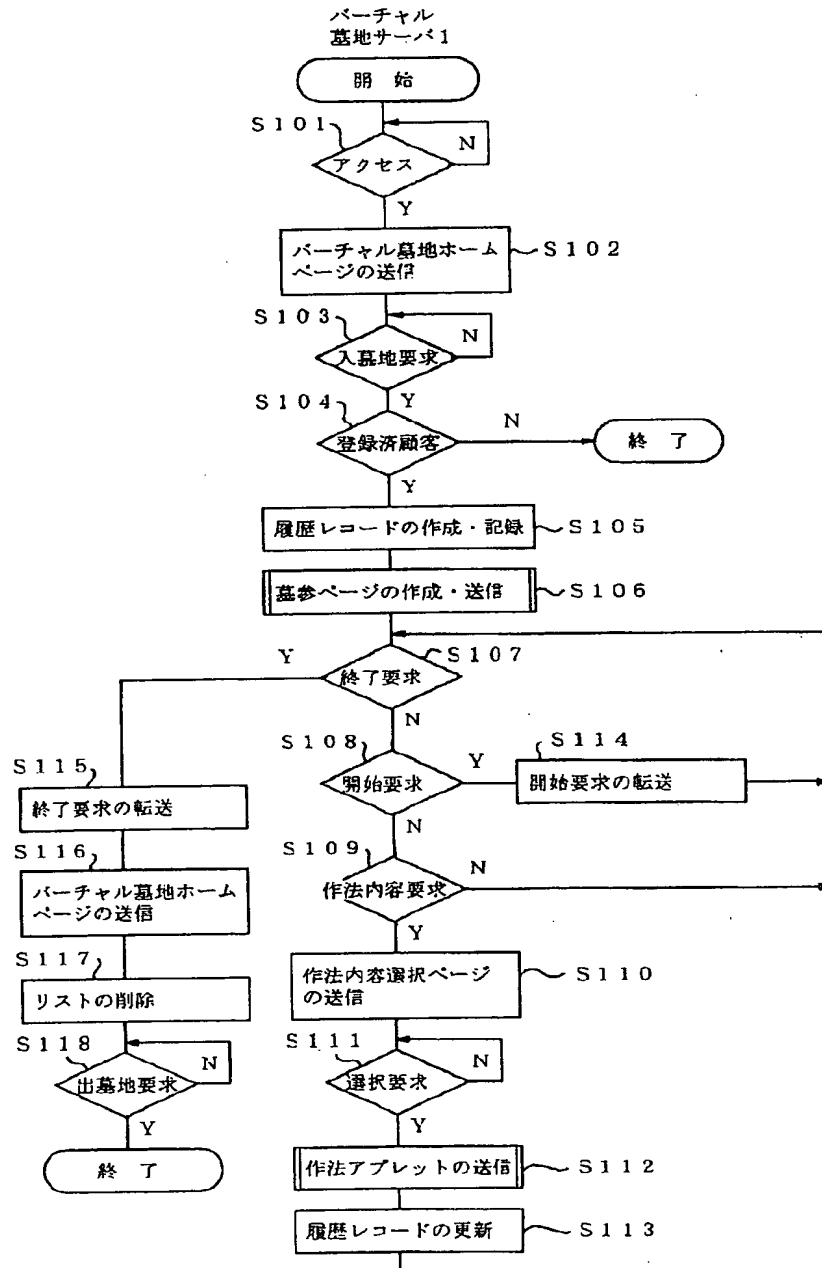 バーチャル
墓地サーバ1
開 始
S101
アクセス
N
Y
バーチャル墓地ホーム
ページの送信
S102
S103
入墓地要求
N
Y
S104
登録済顧客
N
終 了
Y
履歴レコードの作成・記録
S105
墓参ページの作成・送信
S106
Y
終了要求
S107
N
S108
開始要求
Y
S114
開始要求の転送
N
S115
終了要求の転送
S109
作法内容要求
N
Y
S116
バーチャル墓地ホーム
ページの送信
作法内容選択ページ
の送信
S110
S117
リストの削除
S111
選択要求
N
Y
S118
出墓地要求
N
Y
終 了
作法アプレットの送信
S112
履歴レコードの更新
S113